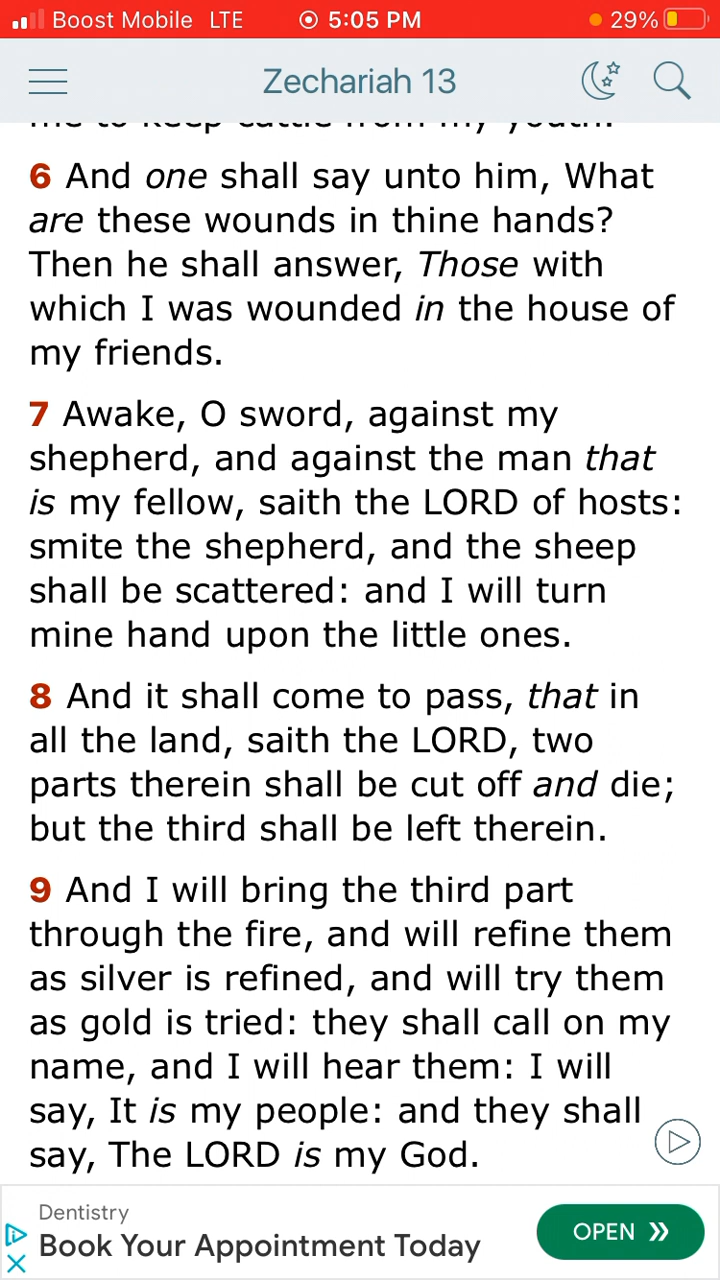 Boost Mobile LTE 5:05 PM 29%
Zechariah 13
me to keep cattle from my youth.
6 And one shall say unto him, What
are these wounds in thine hands?
Then he shall answer, Those with
which I was wounded in the house of
my friends.
7 Awake, O sword, against my
shepherd, and against the man that
is my fellow, saith the LORD of hosts:
smite the shepherd, and the sheep
shall be scattered: and I will turn
mine hand upon the little ones.
8 And it shall come to pass, that in
all the land, saith the LORD, two
parts therein shall be cut off and die;
but the third shall be left therein.
9 And I will bring the third part
through the fire, and will refine them
as silver is refined, and will try them
as gold is tried: they shall call on my
name, and I will hear them: I will
say, It is my people: and they shall
say, The LORD is my God.
Dentistry
Book Your Appointment Today
OPEN